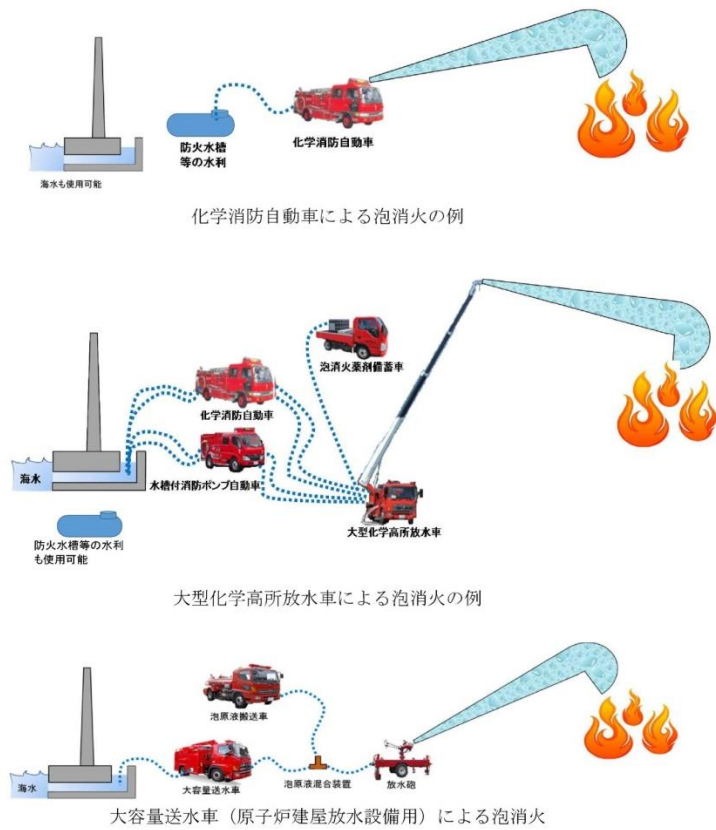 防火水槽
等の水利
化学消防自動車
海水も使用可能
化学消防自動車による泡消火の例
泡消火薬剤備蓄車
化学消防自動車
海水
水槽付消防ポンプ自動車
大型化学高所放水車
防火水槽等の水利
も使用可能
大型化学高所放水車による泡消火の例
泡原液搬送車
海水
大容量送水車
泡原液混合装置
放水砲
大容量送水車（原子炉建屋放水設備用）による泡消火